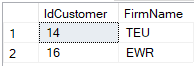 IdCustomer FirmName
1 14 TEU
2 16 EWR